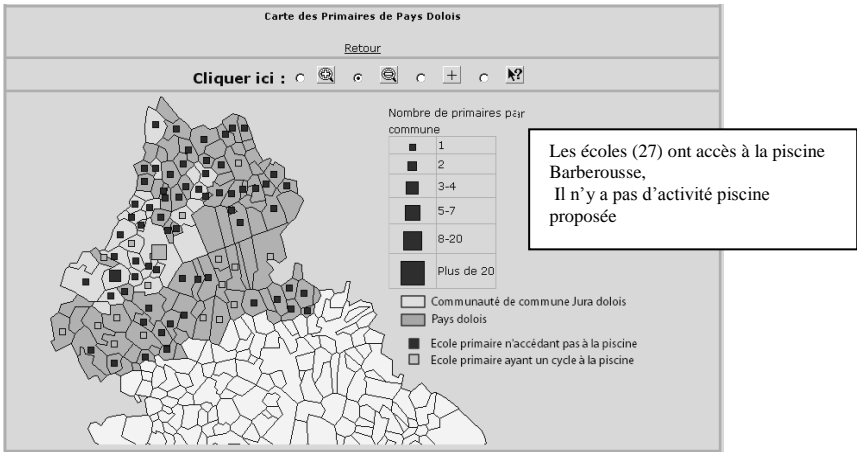 Carte des Primaires de Pays Dolois
Retour
Cliquer ici :
Nombre de primaires par
commune
1
2
3-4
5-7
8-20
Plus de 20
Communauté de commune Jura dolois
Pays dolois
Ecole primaire n'accédant pas à la piscine
Ecole primaire ayant un cycle à la piscine
Les écoles (27) ont accès à la piscine
Barberousse,
Il n'y a pas d'activité piscine
proposée